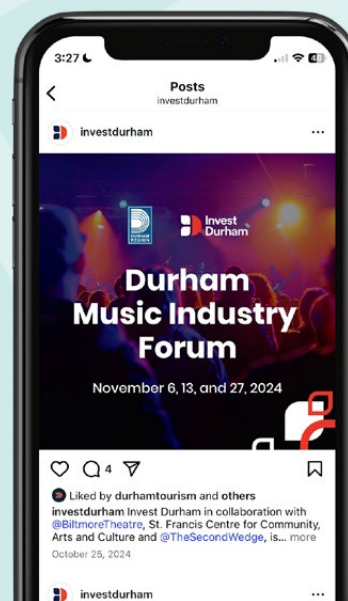 3:27
48
Posts
investdurham
investdurham
DURHAM
REGION
Invest
Durham
Durham
Music Industry
Forum
November 6, 13, and 27, 2024
4
Liked by durhamtourism and others
investdurham Invest Durham in collaboration with
@BiltmoreTheatre, St. Francis Centre for Community,
Arts and Culture and @TheSecondWedge, is... more
October 25, 2024
investdurham